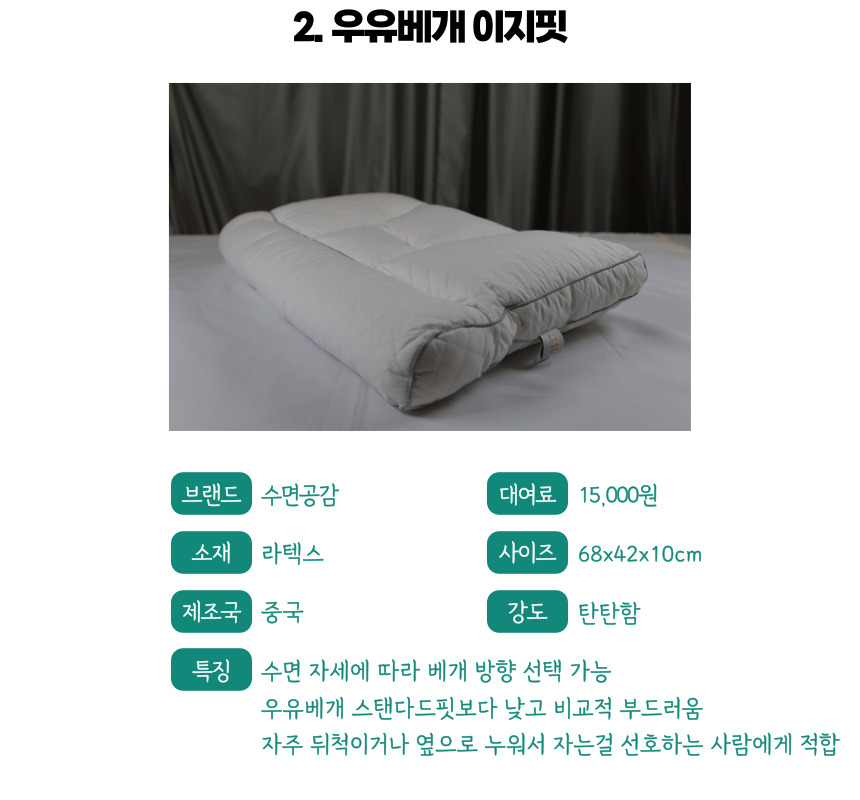 2. 우유베개 이지핏
브랜드 수면공감 대여료 15,000원
소재 라텍스 사이즈 68x42x10cm
제조국 중국 강도 탄탄함
특징 수면 자세에 따라 베개 방향 선택 가능
우유베개 스탠다드핏보다 낮고 비교적 부드러움
자주 뒤척이거나 옆으로 누워서 자는걸 선호하는 사람에게 적합